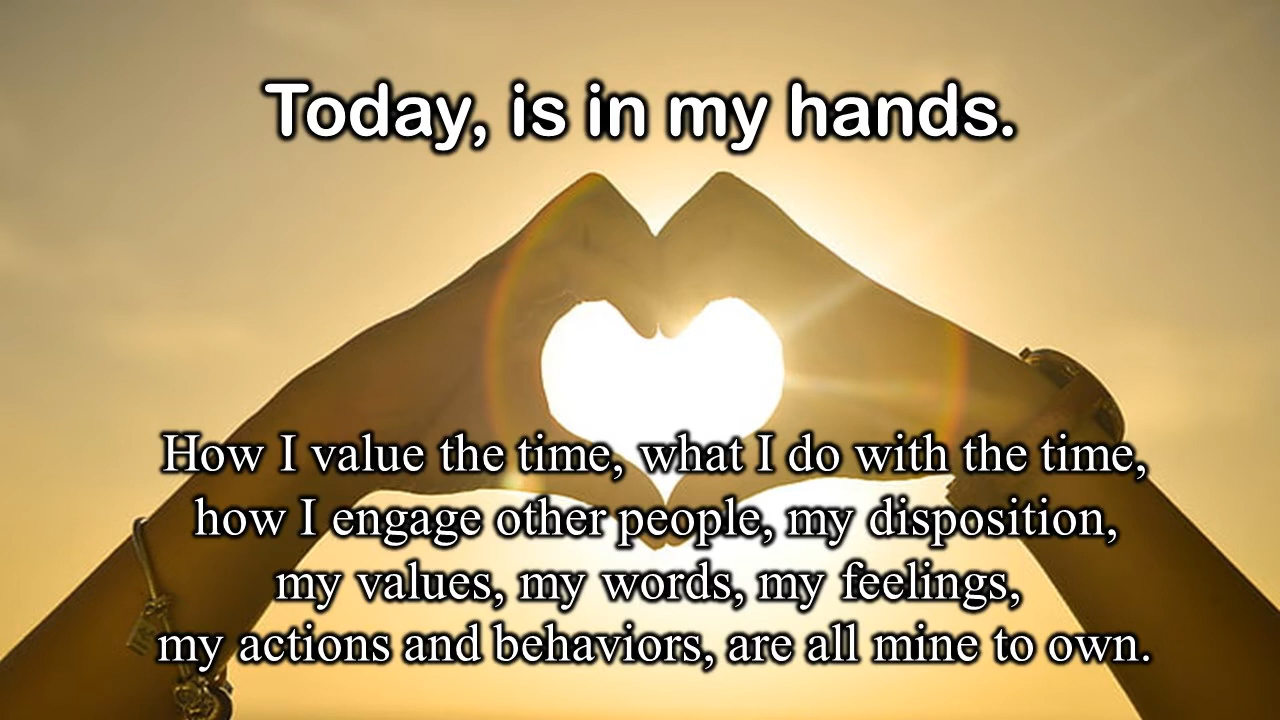 Today, is in my hands.
How I value the time, what I do with the time,
how I engage other people, my disposition,
my values, my words, my feelings,
my actions and behaviors, are all mine to own.